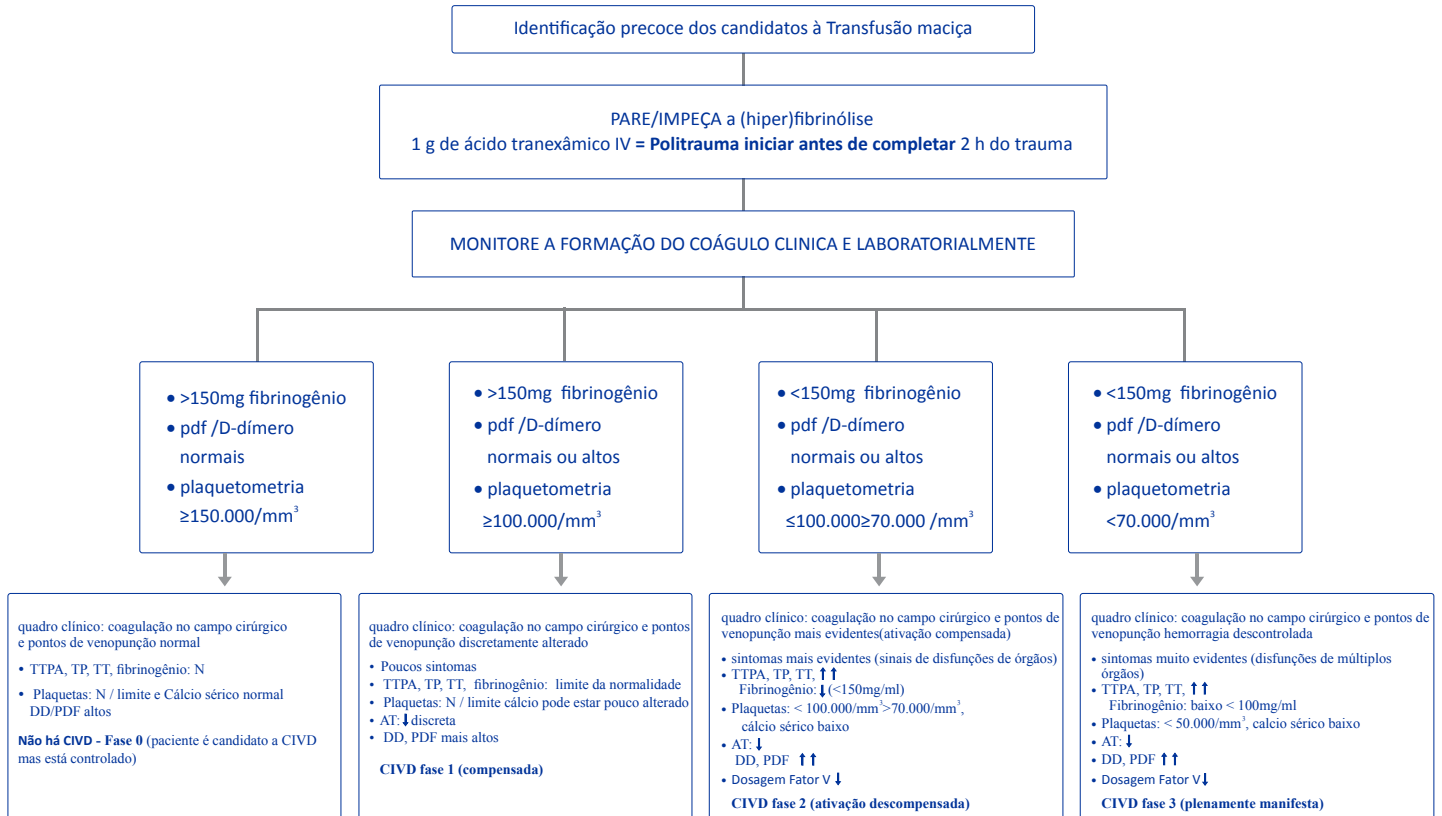 Identificação precoce dos candidatos à Transfusão maciça
PARE/IMPEÇA a (hiper)fibrinólise
1 g de ácido tranexâmico IV = Politrauma iniciar antes de completar 2 h do trauma
MONITORE A FORMAÇÃO DO COÁGULO CLINICA E LABORATORIALMENTE
• >150mg fibrinogênio
• pdf /D-dímero
normais
• plaquetometria
≥150.000/mm³
• >150mg fibrinogênio
• pdf /D-dímero
normais ou altos
• plaquetometria
≥100.000/mm³
• <150mg fibrinogênio
• pdf /D-dímero
normais ou altos
• plaquetometria
≤100.000≥70.000 /mm³
• <150mg fibrinogênio
• pdf /D-dímero
normais ou altos
• plaquetometria
<70.000/mm³
quadro clínico: coagulação no campo cirúrgico
e pontos de venopunção normal
• TTPA, TP, TT, fibrinogênio: N
• Plaquetas: N / limite e Cálcio sérico normal
DD/PDF altos
Não há CIVD - Fase 0 (paciente é candidato a CIVD
mas está controlado)
quadro clínico: coagulação no campo cirúrgico e pontos
de venopunção discretamente alterado
• Poucos sintomas
• TTPA, TP, TT, fibrinogênio: limite da normalidade
• Plaquetas: N / limite cálcio pode estar pouco alterado
• AT:⬇discreta
• DD, PDF mais altos
CIVD fase 1 (compensada)
quadro clínico: coagulação no campo cirúrgico e pontos de
venopunção mais evidentes(ativação compensada)
• sintomas mais evidentes (sinais de disfunções de órgãos)
• TTPA, TP, TT, ⬆⬆
Fibrinogênio:⬇(<150mg/ml)
• Plaquetas: < 100.000/mm³>70.000/mm³,
cálcio sérico baixo
• AT:⬇
DD, PDF ⬆⬆
• Dosagem Fator V⬇
CIVD fase 2 (ativação descompensada)
quadro clínico: coagulação no campo cirúrgico e pontos de
venopunção hemorragia descontrolada
• sintomas muito evidentes (disfunções de múltiplos
órgãos)
• TTPA, TP, TT, ⬆⬆
Fibrinogênio: baixo < 100mg/ml
• Plaquetas: < 50.000/mm³, calcio sérico baixo
• AT:⬇
• DD, PDF ⬆⬆
• Dosagem Fator V⬇
CIVD fase 3 (plenamente manifesta)